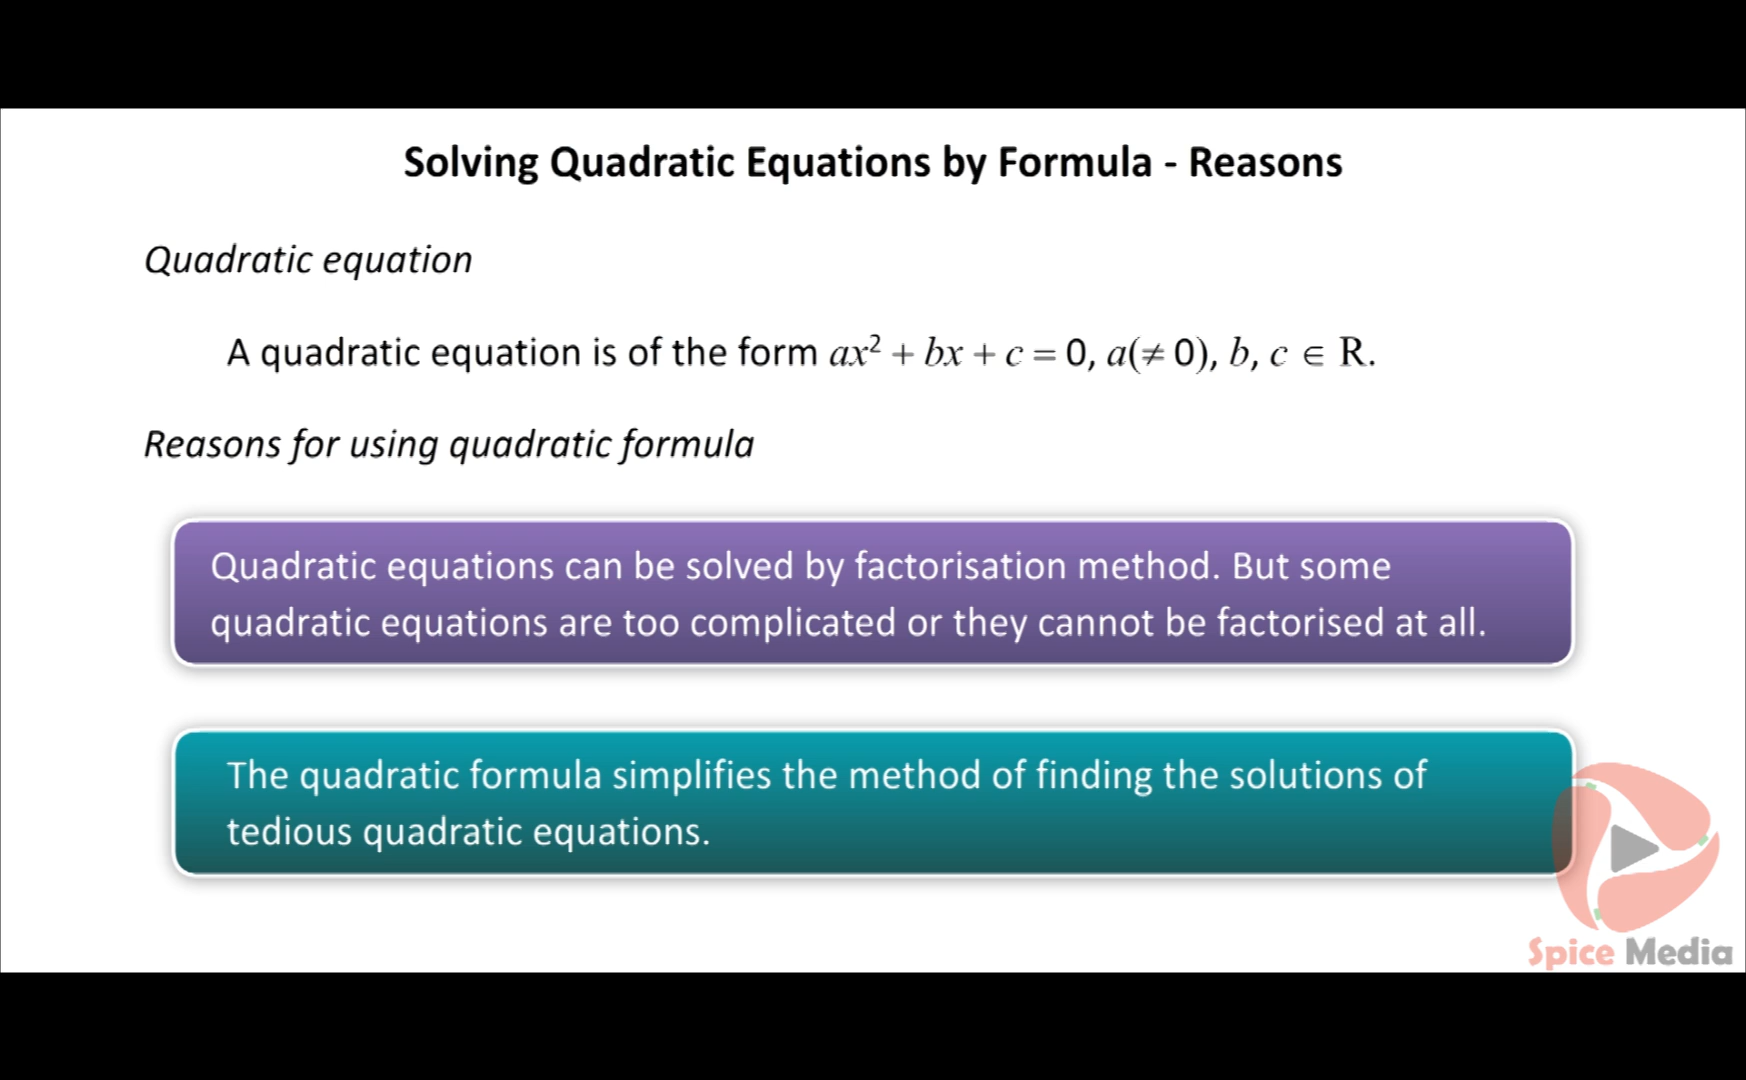 Solving Quadratic Equations by Formula - Reasons
Quadratic equation
A quadratic equation is of the form ax² + bx + c = 0, a(≠ 0), b, c ∈ R.
Reasons for using quadratic formula
Quadratic equations can be solved by factorisation method. But some
quadratic equations are too complicated or they cannot be factorised at all.
The quadratic formula simplifies the method of finding the solutions of
tedious quadratic equations.
Spice Media